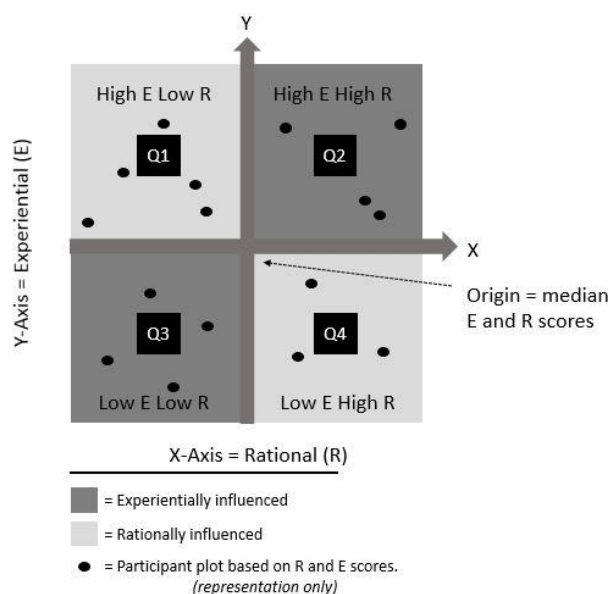 Y
High E Low R
High E High R
Q1
Q2
Y-Axis = Experiential (E)
X
Origin = median
E and R scores
Q3
Q4
Low E Low R
Low E High R
X-Axis = Rational (R)
= Experientially influenced
= Rationally influenced
= Participant plot based on R and E scores.
(representation only)